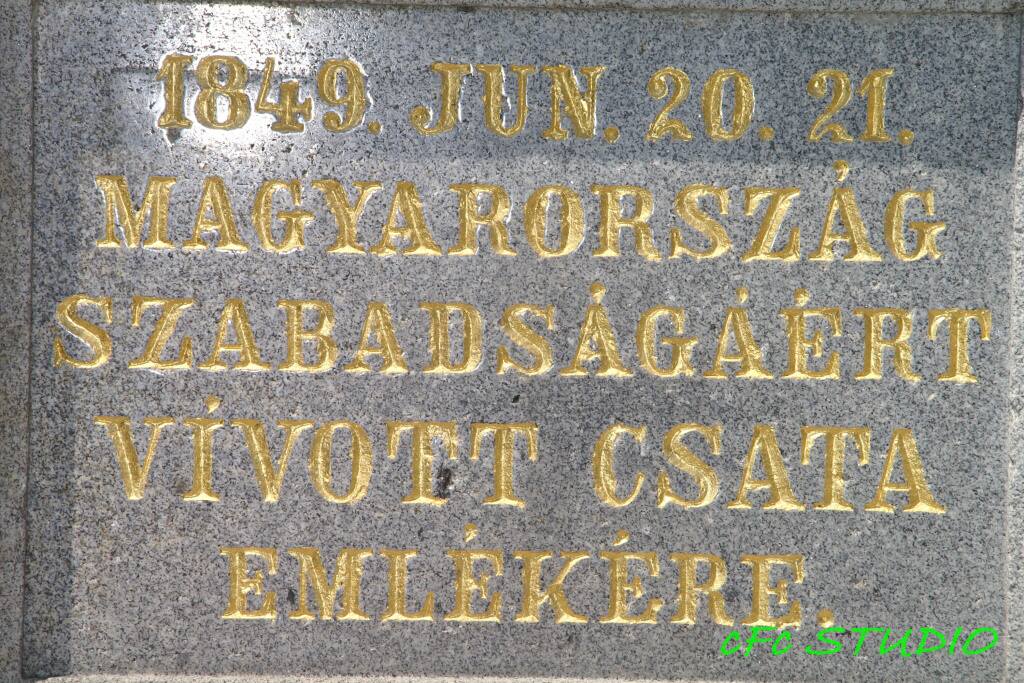 1849. JUN. 20. 21.
MAGYARORSZÁG
SZABADSÁGÁÉRT
VÍVOTT CSATA
EMLÉKÉRE.
cFc STUDIO